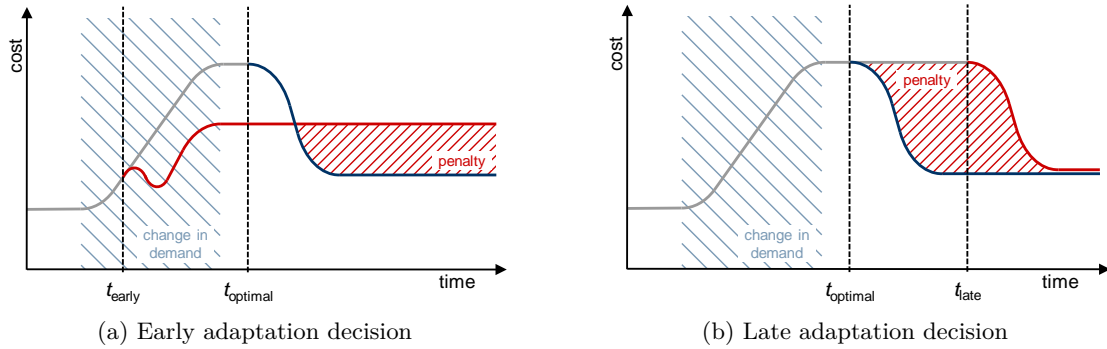 cost
penalty
change in
demand
time
t_early
t_optimal
(a) Early adaptation decision
cost
penalty
change in
demand
time
t_optimal
t_late
(b) Late adaptation decision